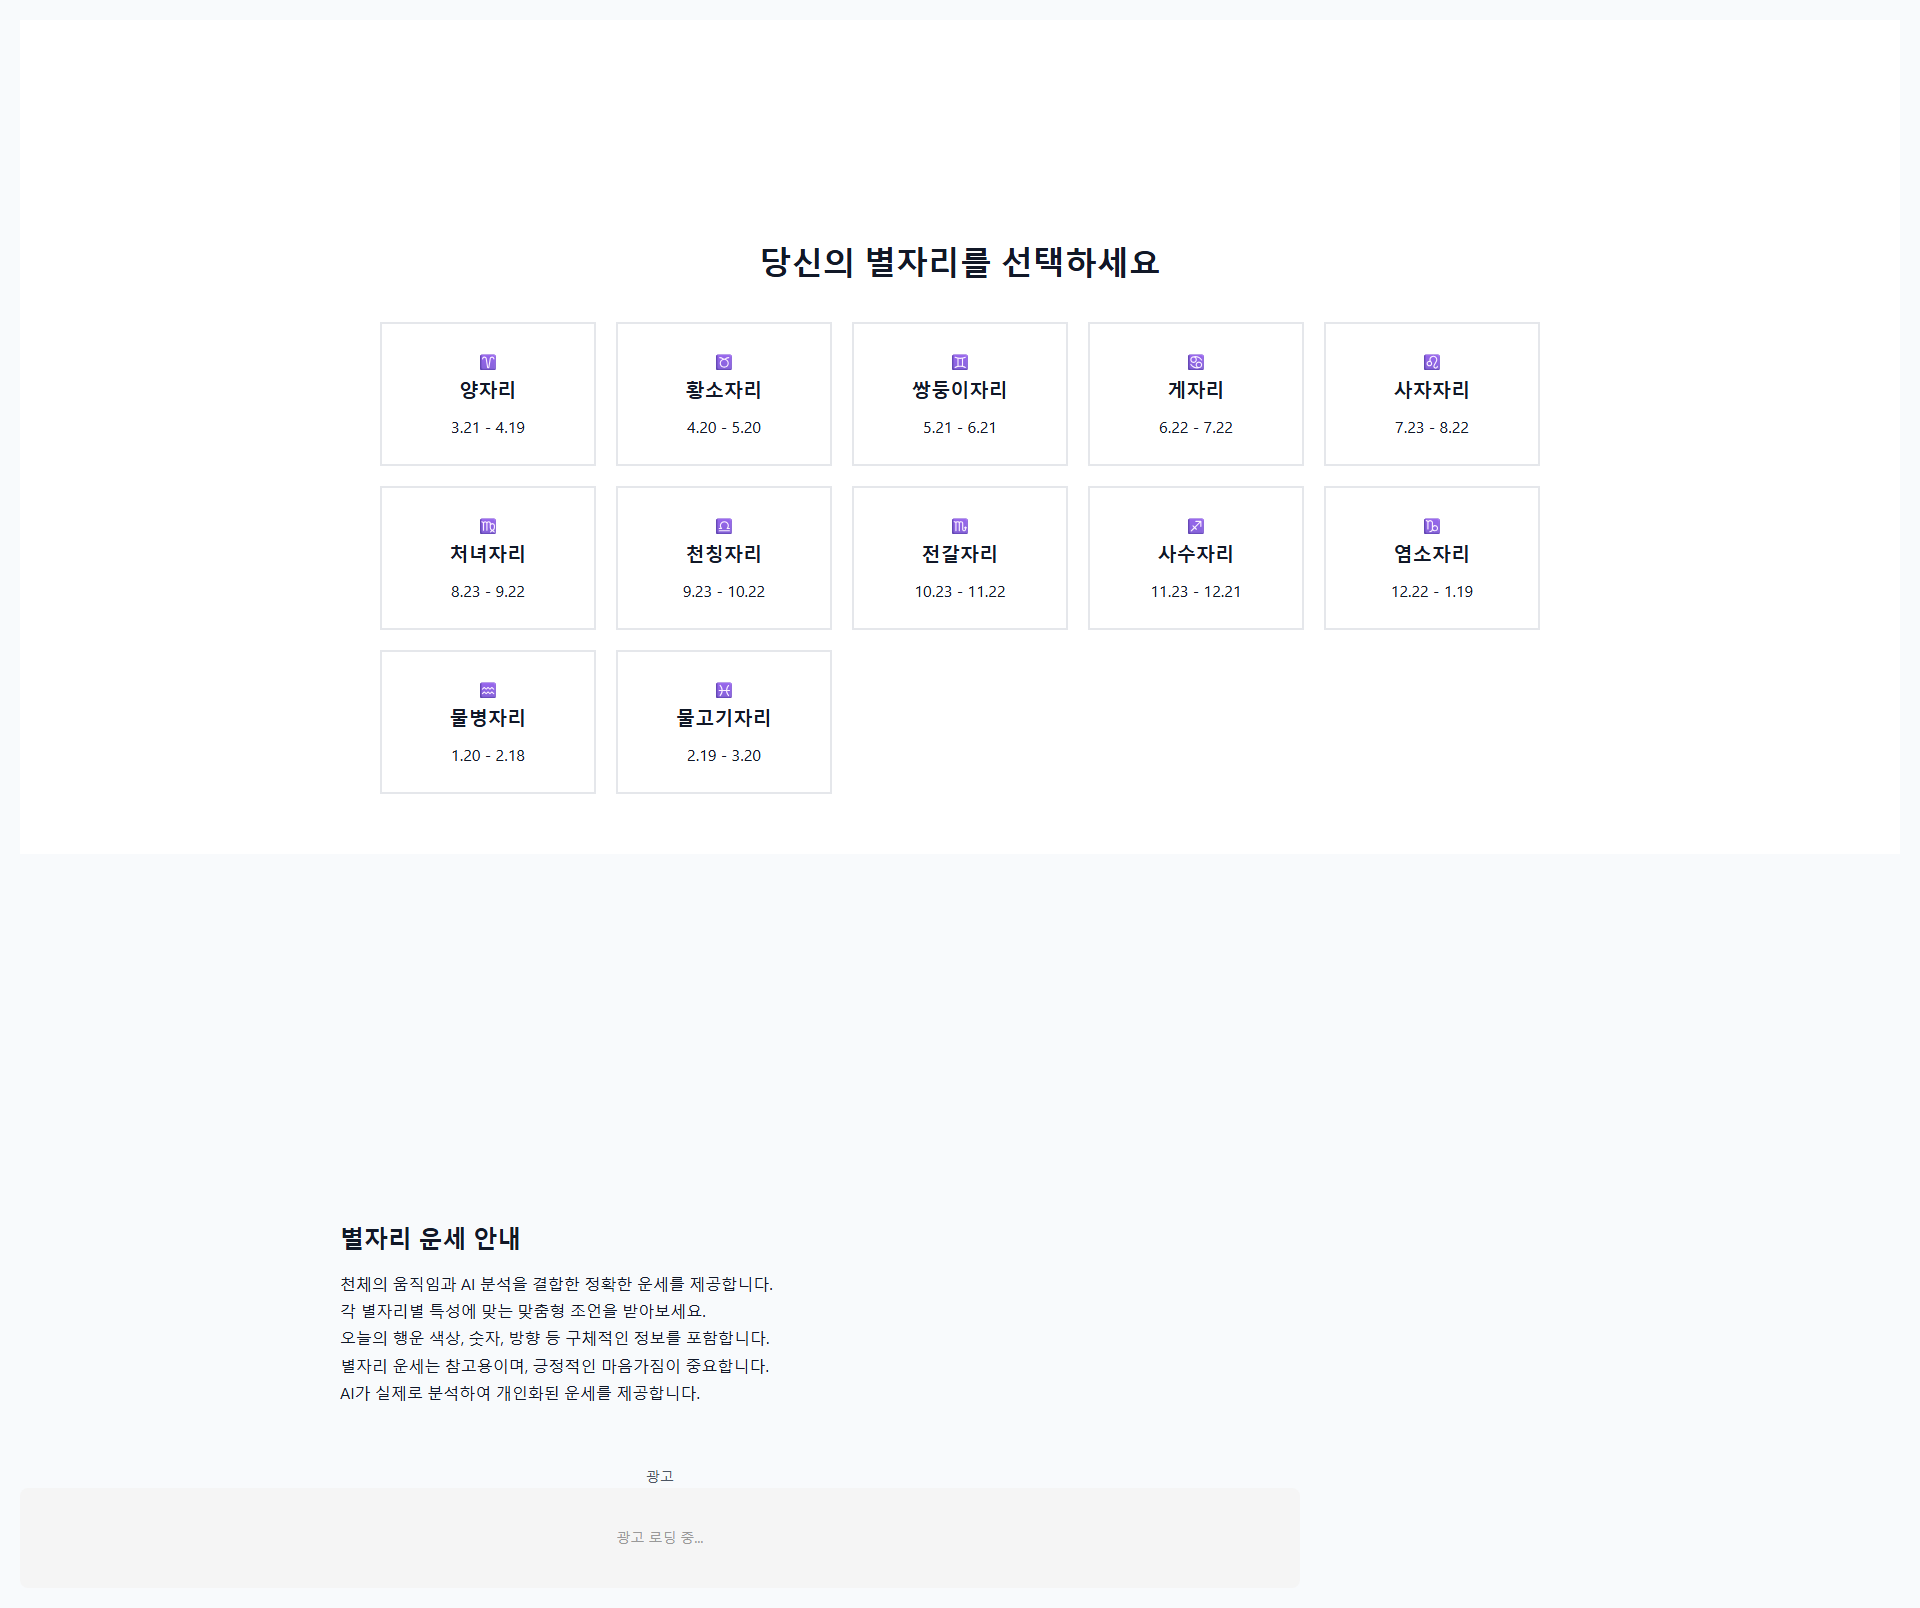 당신의 별자리를 선택하세요
♈ ♉ ♊ ♋ ♌
양자리 황소자리 쌍둥이자리 게자리 사자자리
3.21 - 4.19 4.20 - 5.20 5.21 - 6.21 6.22 - 7.22 7.23 - 8.22
♍ ♎ ♏ ♐ ♑
처녀자리 천칭자리 전갈자리 사수자리 염소자리
8.23 - 9.22 9.23 - 10.22 10.23 - 11.22 11.23 - 12.21 12.22 - 1.19
♒ ♓
물병자리 물고기자리
1.20 - 2.18 2.19 - 3.20
별자리 운세 안내
천체의 움직임과 AI 분석을 결합한 정확한 운세를 제공합니다.
각 별자리별 특성에 맞는 맞춤형 조언을 받아보세요.
오늘의 행운 색상, 숫자, 방향 등 구체적인 정보를 포함합니다.
별자리 운세는 참고용이며, 긍정적인 마음가짐이 중요합니다.
AI가 실제로 분석하여 개인화된 운세를 제공합니다.
광고
광고 로딩 중...